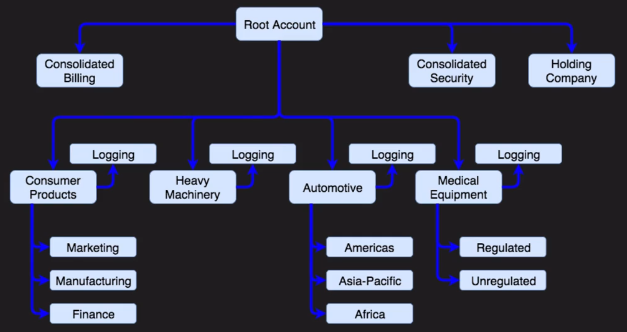 Root Account
Consolidated
Billing
Consolidated
Security
Holding
Company
Logging
Logging
Logging
Logging
Consumer
Products
Heavy
Machinery
Automotive
Medical
Equipment
Marketing
Americas
Regulated
Manufacturing
Asia-Pacific
Unregulated
Finance
Africa